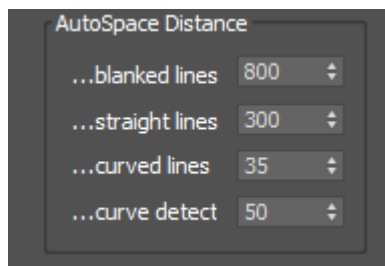 AutoSpace Distance
...blanked lines 800
...straight lines 300
...curved lines 35
...curve detect 50